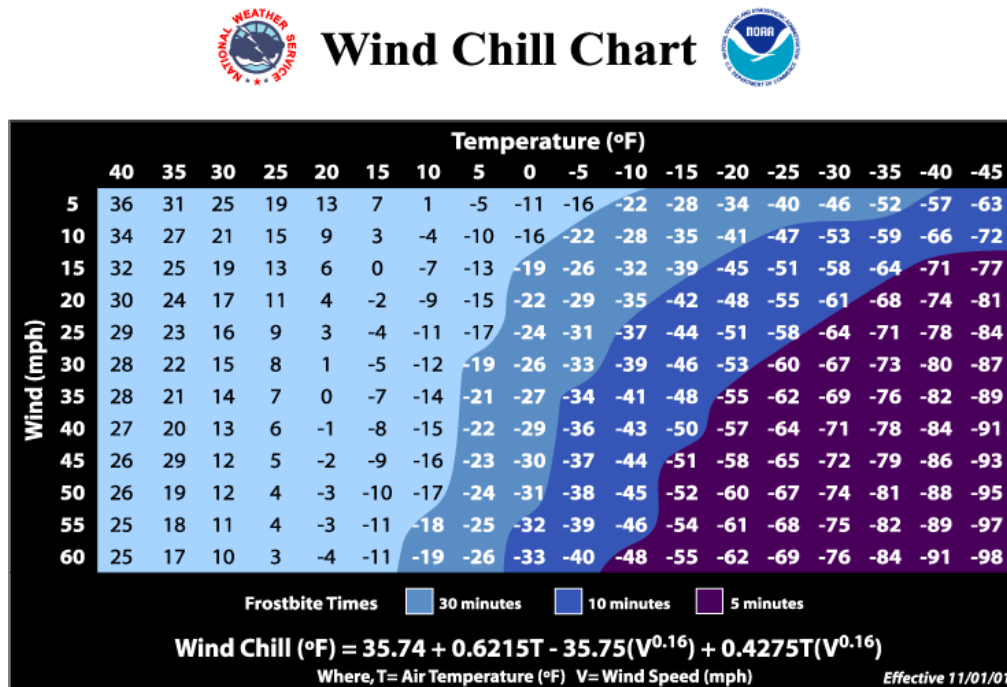 NATIONAL WEATHER SERVICE
Wind Chill Chart
NATIONAL OCEANIC AND ATMOSPHERIC ADMINISTRATION
NOAA
U.S. DEPARTMENT OF COMMERCE
Temperature (ºF)
40 35 30 25 20 15 10 5 0 -5 -10 -15 -20 -25 -30 -35 -40 -45
Wind (mph)
5 36 31 25 19 13 7 1 -5 -11 -16 -22 -28 -34 -40 -46 -52 -57 -63
10 34 27 21 15 9 3 -4 -10 -16 -22 -28 -35 -41 -47 -53 -59 -66 -72
15 32 25 19 13 6 0 -7 -13 -19 -26 -32 -39 -45 -51 -58 -64 -71 -77
20 30 24 17 11 4 -2 -9 -15 -22 -29 -35 -42 -48 -55 -61 -68 -74 -81
25 29 23 16 9 3 -4 -11 -17 -24 -31 -37 -44 -51 -58 -64 -71 -78 -84
30 28 22 15 8 1 -5 -12 -19 -26 -33 -39 -46 -53 -60 -67 -73 -80 -87
35 28 21 14 7 0 -7 -14 -21 -27 -34 -41 -48 -55 -62 -69 -76 -82 -89
40 27 20 13 6 -1 -8 -15 -22 -29 -36 -43 -50 -57 -64 -71 -78 -84 -91
45 26 29 12 5 -2 -9 -16 -23 -30 -37 -44 -51 -58 -65 -72 -79 -86 -93
50 26 19 12 4 -3 -10 -17 -24 -31 -38 -45 -52 -60 -67 -74 -81 -88 -95
55 25 18 11 4 -3 -11 -18 -25 -32 -39 -46 -54 -61 -68 -75 -82 -89 -97
60 25 17 10 3 -4 -11 -19 -26 -33 -40 -48 -55 -62 -69 -76 -84 -91 -98
Frostbite Times 30 minutes 10 minutes 5 minutes
Wind Chill (ºF) = 35.74 + 0.6215T - 35.75(V^0.16) + 0.4275T(V^0.16)
Where, T= Air Temperature (ºF) V= Wind Speed (mph)
Effective 11/01/0